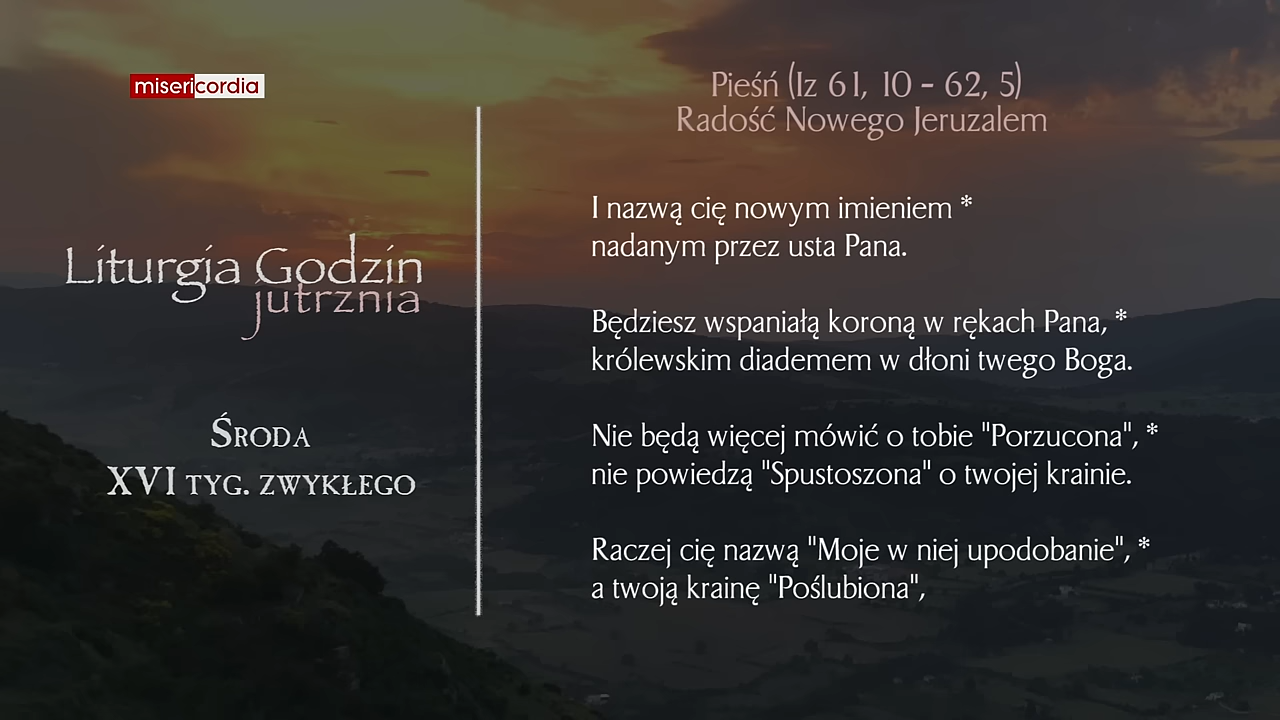 misericordia
Liturgia Godzin
jutrznia
Środa
XVI tyg. zwykłego
Pieśń (Iz 61, 10 - 62, 5)
Radość Nowego Jeruzalem
I nazwą cię nowym imieniem *
nadanym przez usta Pana.
Będziesz wspaniałą koroną w rękach Pana, *
królewskim diademem w dłoni twego Boga.
Nie będą więcej mówić o tobie "Porzucona", *
nie powiedzą "Spustoszona" o twojej krainie.
Raczej cię nazwą "Moje w niej upodobanie", *
a twoją krainę "Poślubiona",